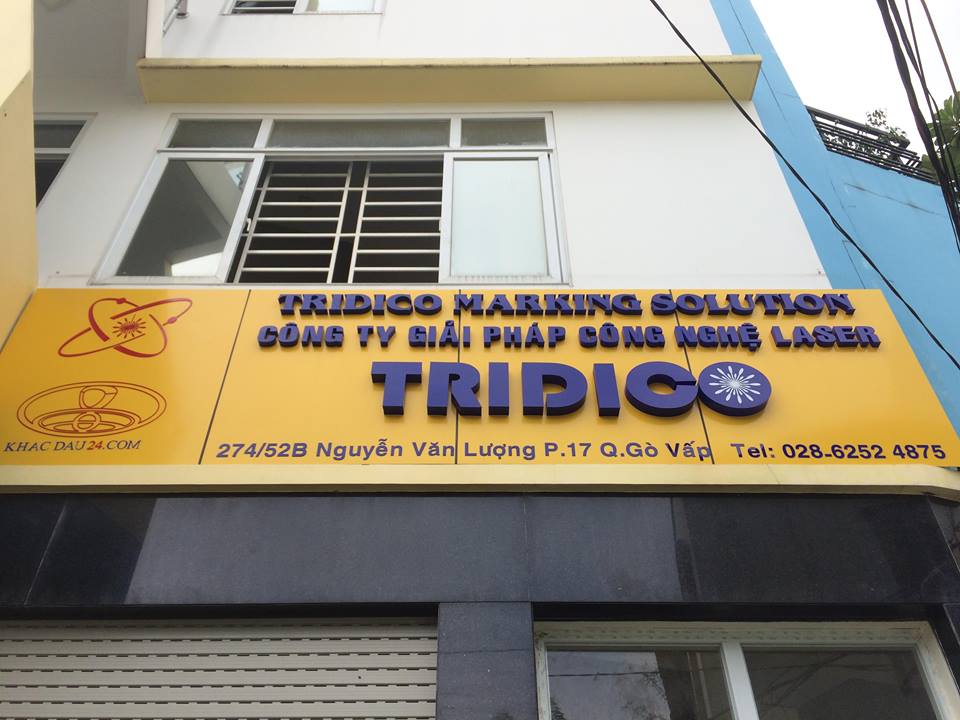 TRIDICO MARKING SOLUTION
CÔNG TY GIẢI PHÁP CÔNG NGHỆ LASER
TRIDICO
274/52B Nguyễn Văn Lượng P.17 Q.Gò Vấp Tel: 028-6252 4875
KHAC DAU24.COM